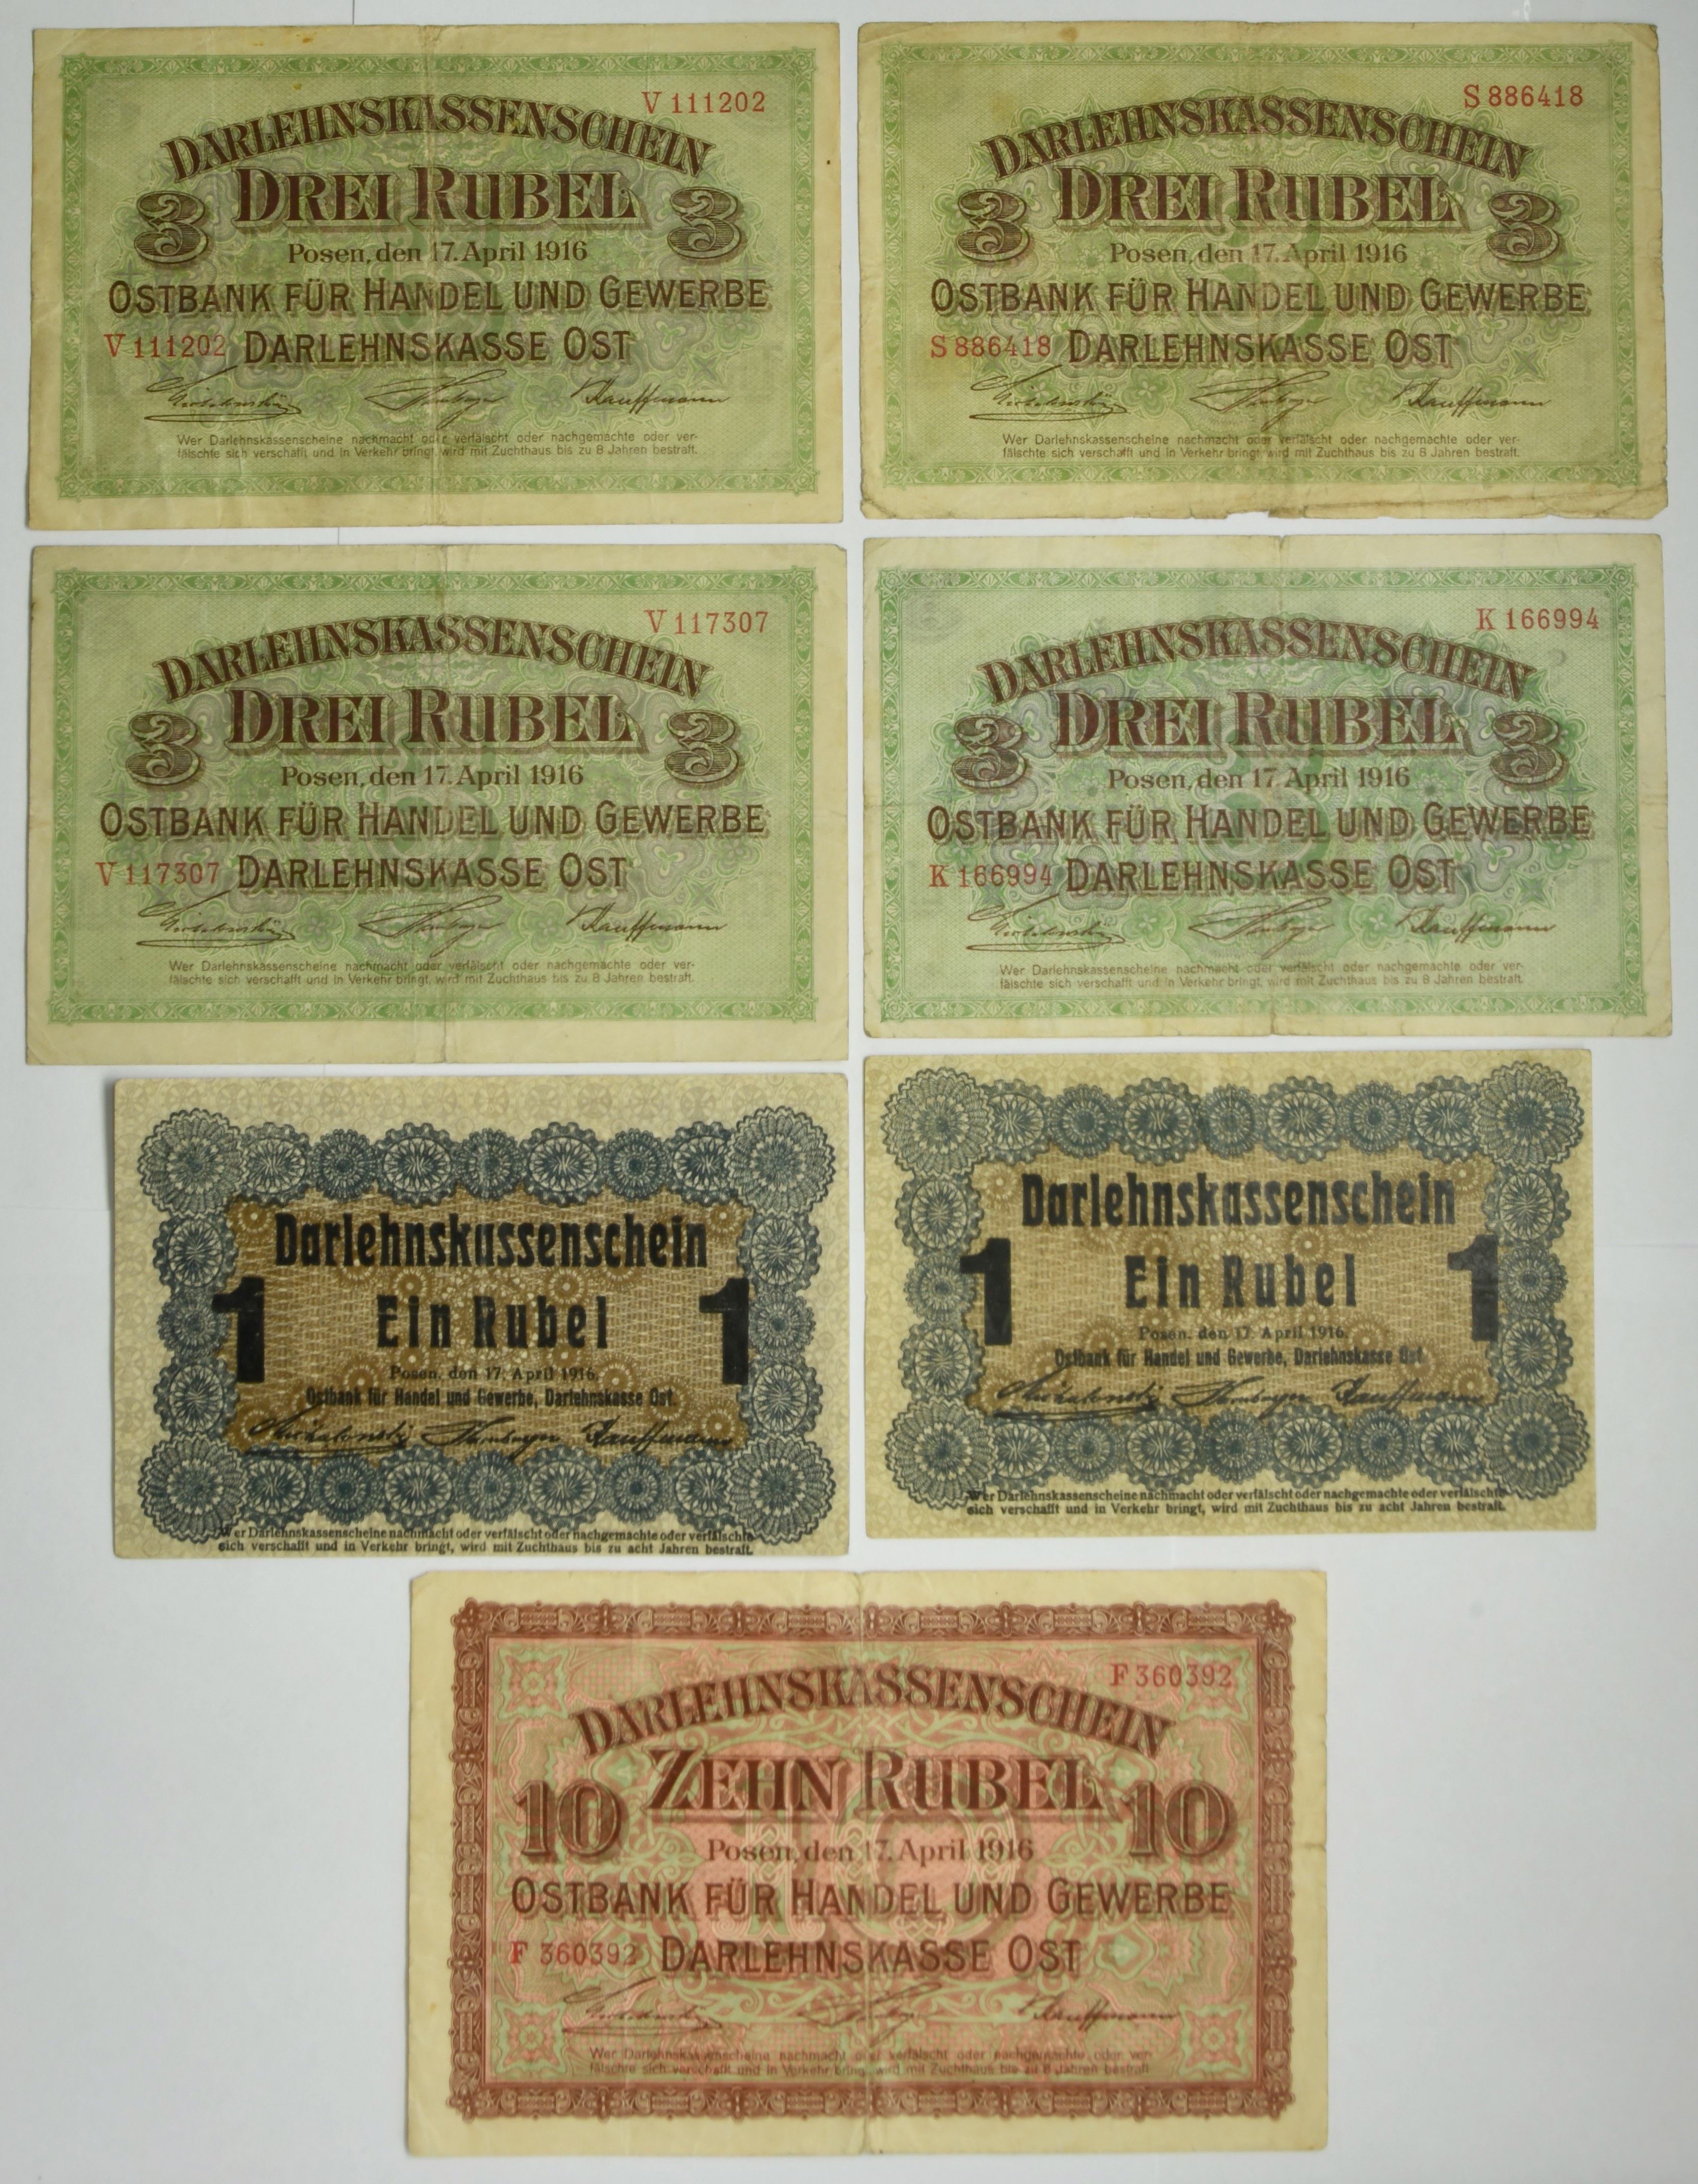 V 111202
DARLEHNSKASSENSCHEIN
DREI RUBEL
3 3
Posen, den 17. April 1916
OSTBANK FÜR HANDEL UND GEWERBE
V 111202 DARLEHNSKASSE OST
Kauffmann
Wer Darlehnskassenscheine nachmacht oder verfälscht oder nachgemachte oder ver-
fälschte sich verschafft und in Verkehr bringt, wird mit Zuchthaus bis zu 8 Jahren bestraft.
S 886418
DARLEHNSKASSENSCHEIN
DREI RUBEL
3 3
Posen, den 17. April 1916
OSTBANK FÜR HANDEL UND GEWERBE
S 886418 DARLEHNSKASSE OST
Kauffmann
Wer Darlehnskassenscheine nachmacht oder verfälscht oder nachgemachte oder ver-
fälschte sich verschafft und in Verkehr bringt, wird mit Zuchthaus bis zu 8 Jahren bestraft.
V 117307
DARLEHNSKASSENSCHEIN
DREI RUBEL
3 3
Posen, den 17. April 1916
OSTBANK FÜR HANDEL UND GEWERBE
V 117307 DARLEHNSKASSE OST
Kauffmann
Wer Darlehnskassenscheine nachmacht oder verfälscht oder nachgemachte oder ver-
fälschte sich verschafft und in Verkehr bringt, wird mit Zuchthaus bis zu 8 Jahren bestraft.
K 166994
DARLEHNSKASSENSCHEIN
DREI RUBEL
3 3
Posen, den 17. April 1916
OSTBANK FÜR HANDEL UND GEWERBE
K 166994 DARLEHNSKASSE OST
Kauffmann
Wer Darlehnskassenscheine nachmacht oder verfälscht oder nachgemachte oder ver-
fälschte sich verschafft und in Verkehr bringt, wird mit Zuchthaus bis zu 8 Jahren bestraft.
Darlehnskassenschein
1 Ein Rubel 1
Posen, den 17. April 1916.
Ostbank für Handel und Gewerbe, Darlehnskasse Ost.
Michalowsky Hamburger Kauffmann
Wer Darlehnskassenscheine nachmacht oder verfälscht oder nachgemachte oder verfälschte
sich verschafft und in Verkehr bringt, wird mit Zuchthaus bis zu acht Jahren bestraft.
Darlehnskassenschein
1 Ein Rubel 1
Posen, den 17. April 1916.
Ostbank für Handel und Gewerbe, Darlehnskasse Ost
Michalowsky Hamburger Kauffmann
Wer Darlehnskassenscheine nachmacht oder verfälscht oder nachgemachte oder verfälschte
sich verschafft und in Verkehr bringt, wird mit Zuchthaus bis zu acht Jahren bestraft.
F 360392
DARLEHNSKASSENSCHEIN
ZEHN RUBEL
10 10
Posen, den 17. April 1916
OSTBANK FÜR HANDEL UND GEWERBE
F 360392 DARLEHNSKASSE OST
Kauffmann
Wer Darlehnskassenscheine nachmacht oder verfälscht oder nachgemachte oder ver-
fälschte sich verschafft und in Verkehr bringt, wird mit Zuchthaus bis zu 8 Jahren bestraft